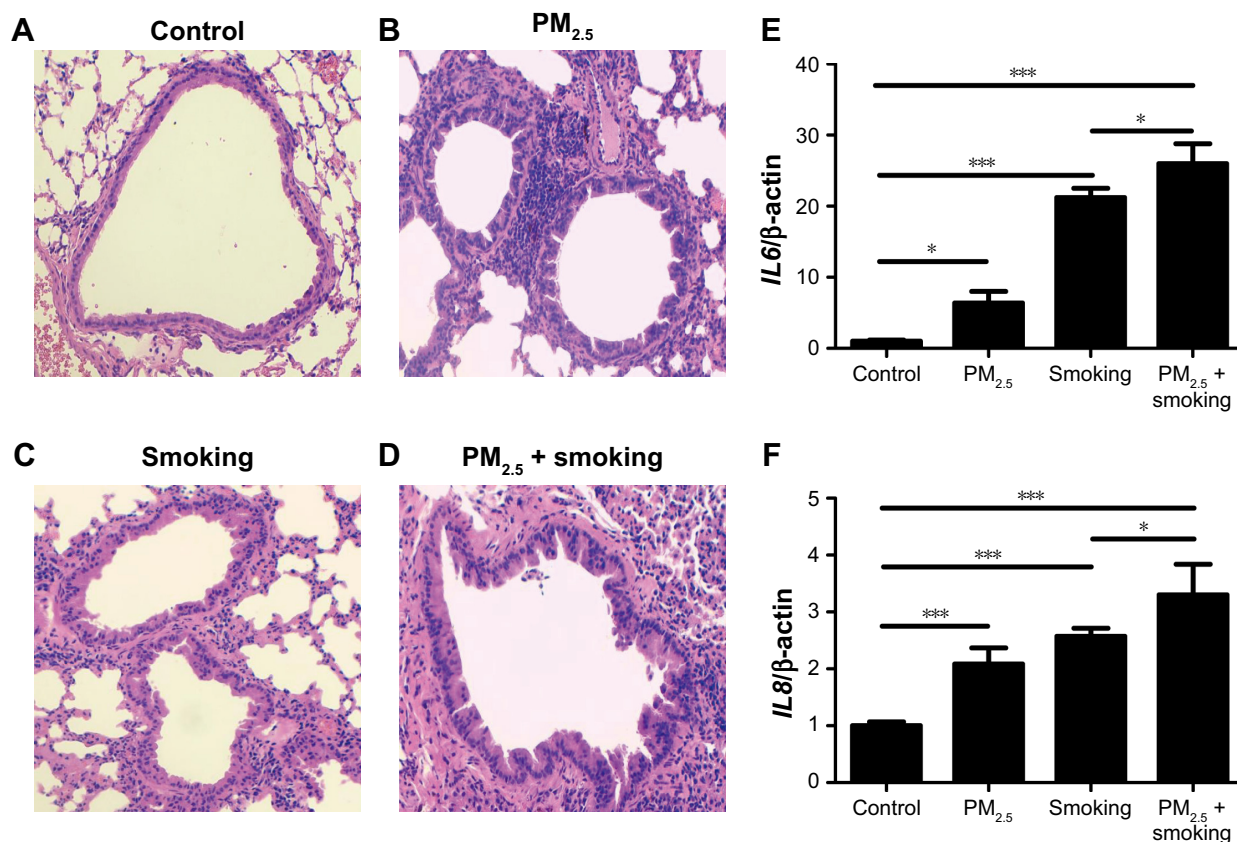 A
Control
B
PM2.5
C
Smoking
D
PM2.5 + smoking
E
IL6/β-actin
40
30
20
10
0
***
***
*
*
Control
PM2.5
Smoking
PM2.5 +
smoking
F
IL8/β-actin
5
4
3
2
1
0
***
***
*
***
Control
PM2.5
Smoking
PM2.5 +
smoking